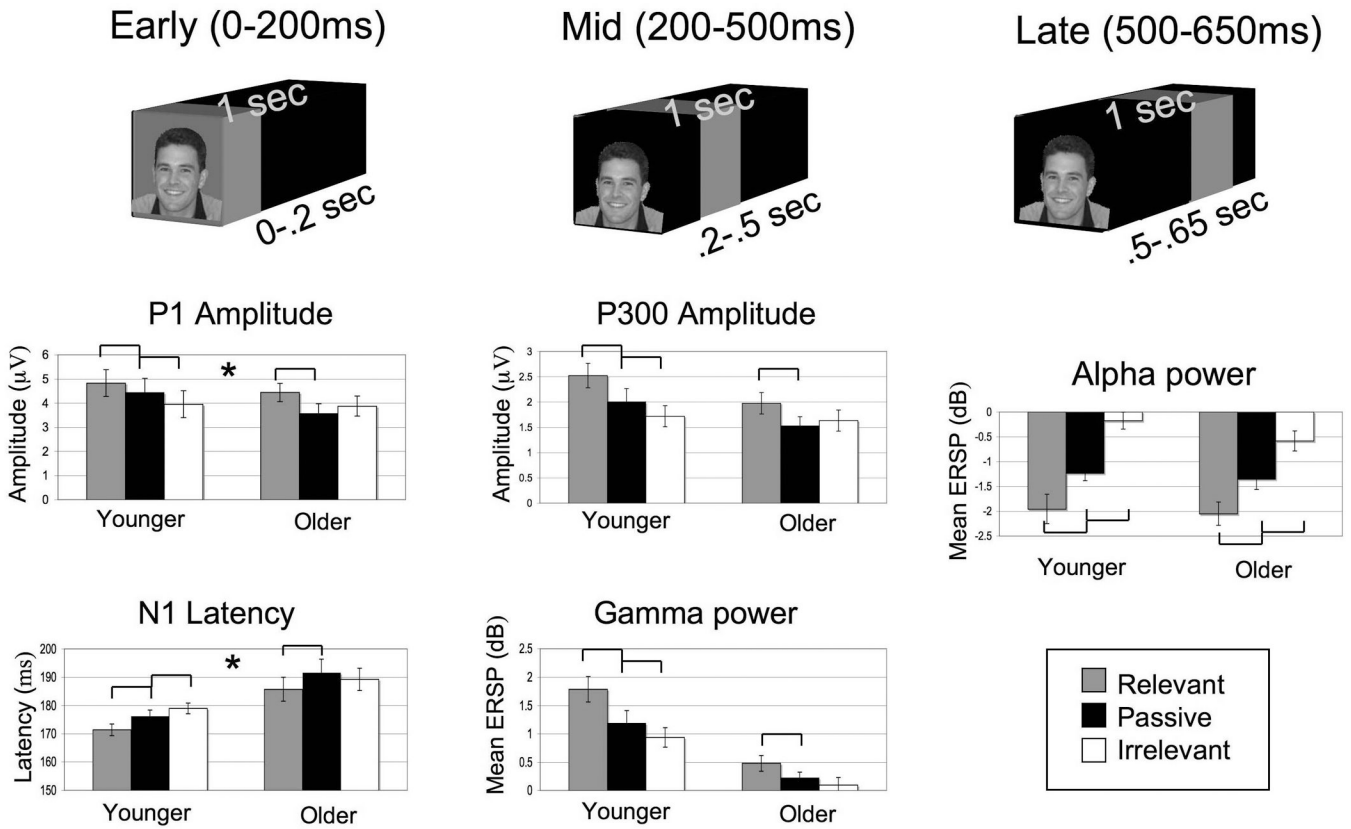 Early (0-200ms)
Mid (200-500ms)
Late (500-650ms)
1 sec
0-.2 sec
1 sec
.2-.5 sec
1 sec
.5-.65 sec
P1 Amplitude
Amplitude (µV)
6
5
4
3
2
1
0
*
Younger
Older
P300 Amplitude
Amplitude (µV)
3
2.5
2
1.5
1
0.5
0
Younger
Older
Alpha power
Mean ERSP (dB)
0
-0.5
-1
-1.5
-2
-2.5
Younger
Older
N1 Latency
Latency (ms)
200
190
180
170
160
150
*
Younger
Older
Gamma power
Mean ERSP (dB)
2.5
2
1.5
1
0.5
0
Younger
Older
Relevant
Passive
Irrelevant